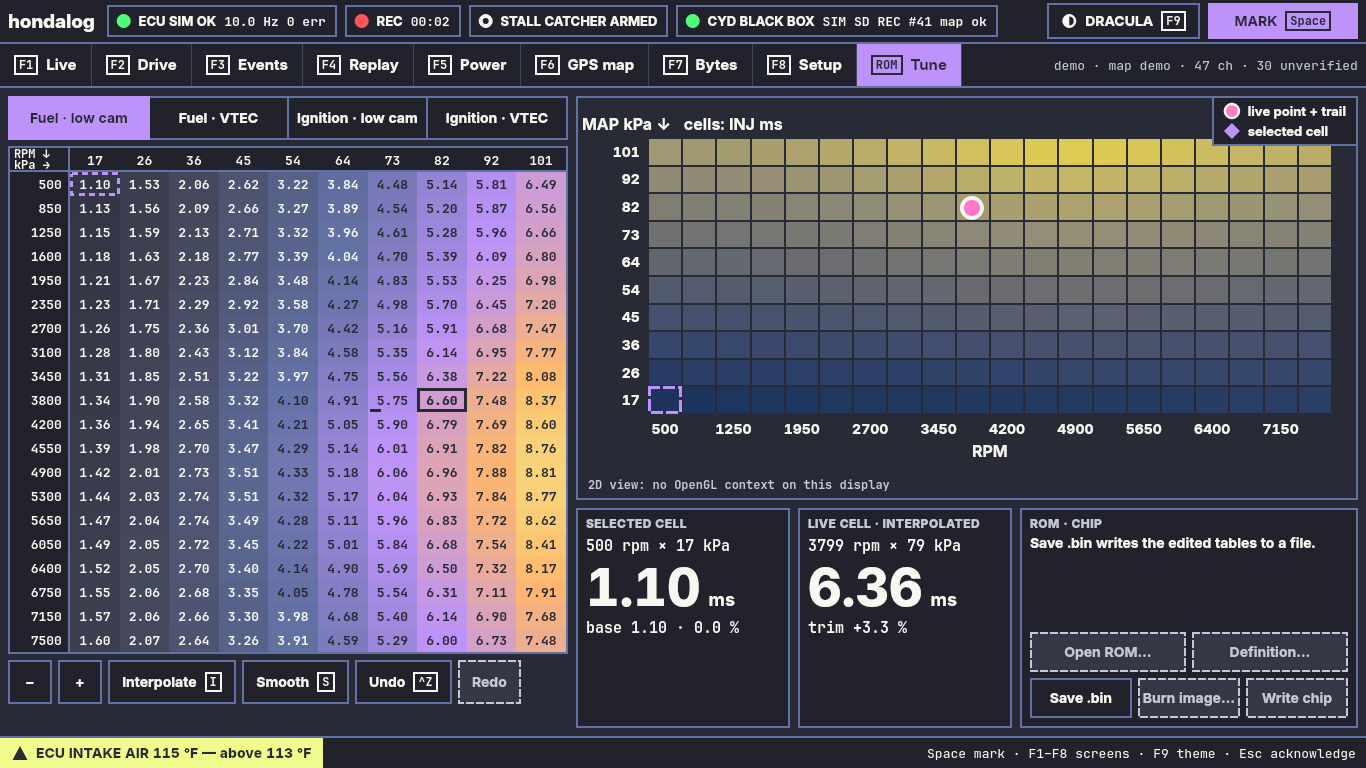 hondalog ECU SIM OK 10.0 Hz 0 err REC 00:02 STALL CATCHER ARMED CYD BLACK BOX SIM SD REC #41 map ok DRACULA F9 MARK Space
F1 Live F2 Drive F3 Events F4 Replay F5 Power F6 GPS map F7 Bytes F8 Setup ROM Tune demo · map demo · 47 ch · 30 unverified
Fuel · low cam Fuel · VTEC Ignition · low cam Ignition · VTEC
RPM ↓
kPa →
17 26 36 45 54 64 73 82 92 101
500 1.10 1.53 2.06 2.62 3.22 3.84 4.48 5.14 5.81 6.49
850 1.13 1.56 2.09 2.66 3.27 3.89 4.54 5.20 5.87 6.56
1250 1.15 1.59 2.13 2.71 3.32 3.96 4.61 5.28 5.96 6.66
1600 1.18 1.63 2.18 2.77 3.39 4.04 4.70 5.39 6.09 6.80
1950 1.21 1.67 2.23 2.84 3.48 4.14 4.83 5.53 6.25 6.98
2350 1.23 1.71 2.29 2.92 3.58 4.27 4.98 5.70 6.45 7.20
2700 1.26 1.75 2.36 3.01 3.70 4.42 5.16 5.91 6.68 7.47
3100 1.28 1.80 2.43 3.12 3.84 4.58 5.35 6.14 6.95 7.77
3450 1.31 1.85 2.51 3.22 3.97 4.75 5.56 6.38 7.22 8.08
3800 1.34 1.90 2.58 3.32 4.10 4.91 5.75 6.60 7.48 8.37
4200 1.36 1.94 2.65 3.41 4.21 5.05 5.90 6.79 7.69 8.60
4550 1.39 1.98 2.70 3.47 4.29 5.14 6.01 6.91 7.82 8.76
4900 1.42 2.01 2.73 3.51 4.33 5.18 6.06 6.96 7.88 8.81
5300 1.44 2.03 2.74 3.51 4.32 5.17 6.04 6.93 7.84 8.77
5650 1.47 2.04 2.74 3.49 4.28 5.11 5.96 6.83 7.72 8.62
6050 1.49 2.05 2.72 3.45 4.22 5.01 5.84 6.68 7.54 8.41
6400 1.52 2.05 2.70 3.40 4.14 4.90 5.69 6.50 7.32 8.17
6750 1.55 2.06 2.68 3.35 4.05 4.78 5.54 6.31 7.11 7.91
7150 1.57 2.06 2.66 3.30 3.98 4.68 5.40 6.14 6.90 7.68
7500 1.60 2.07 2.64 3.26 3.91 4.59 5.29 6.00 6.73 7.48
− + Interpolate I Smooth S Undo ^Z Redo
MAP kPa ↓ cells: INJ ms
live point + trail
selected cell
101
92
82
73
64
54
45
36
26
17
500 1250 1950 2700 3450 4200 4900 5650 6400 7150
RPM
2D view: no OpenGL context on this display
SELECTED CELL
500 rpm × 17 kPa
1.10 ms
base 1.10 · 0.0 %
LIVE CELL · INTERPOLATED
3799 rpm × 79 kPa
6.36 ms
trim +3.3 %
ROM · CHIP
Save .bin writes the edited tables to a file.
Open ROM... Definition...
Save .bin Burn image... Write chip
ECU INTAKE AIR 115 °F — above 113 °F Space mark · F1–F8 screens · F9 theme · Esc acknowledge